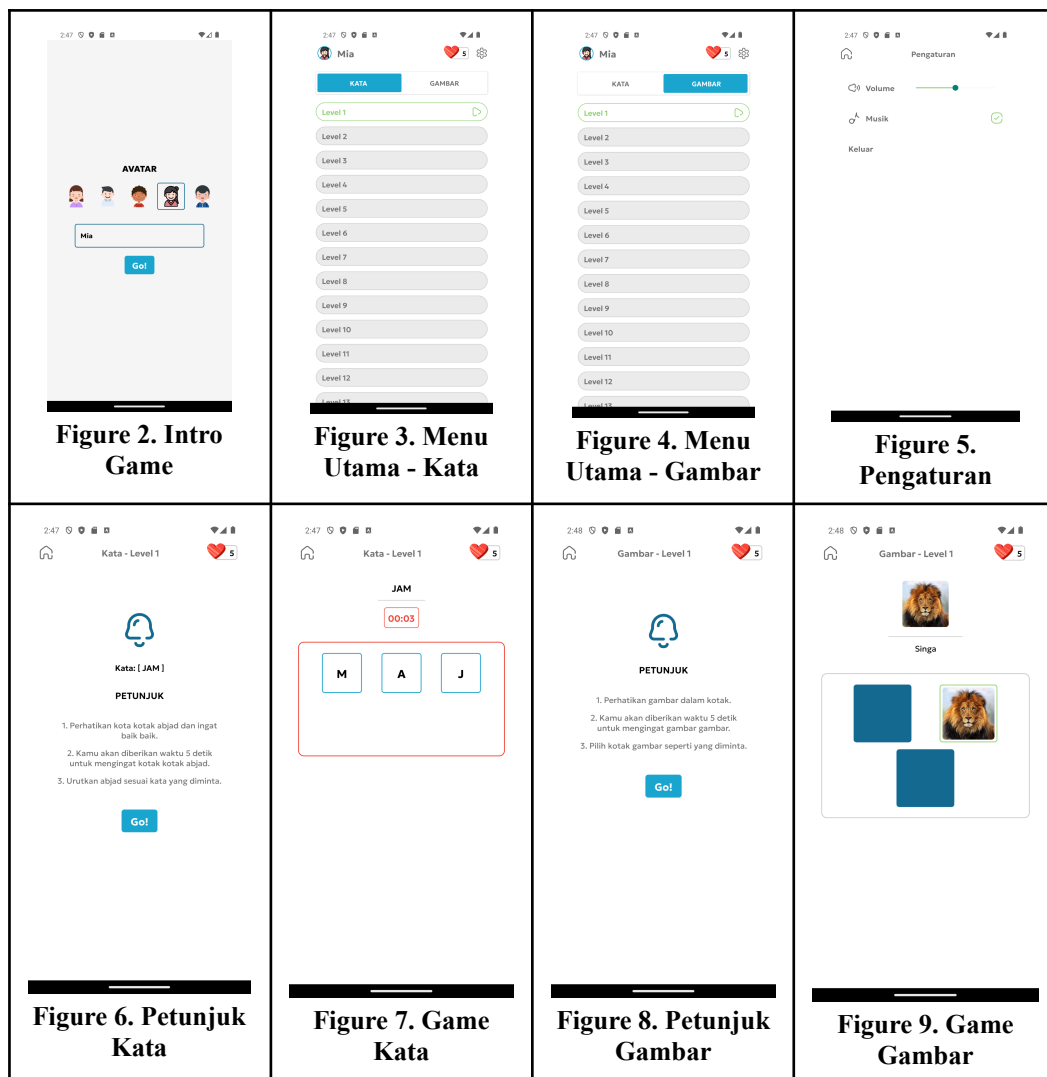 2:47
AVATAR
Mia
Go!
Figure 2. Intro
Game
2:47
Mia
5
KATA GAMBAR
Level 1
Level 2
Level 3
Level 4
Level 5
Level 6
Level 7
Level 8
Level 9
Level 10
Level 11
Level 12
Level 13
Figure 3. Menu
Utama - Kata
2:47
Mia
5
KATA GAMBAR
Level 1
Level 2
Level 3
Level 4
Level 5
Level 6
Level 7
Level 8
Level 9
Level 10
Level 11
Level 12
Level 13
Figure 4. Menu
Utama - Gambar
2:47
Pengaturan
Volume
Musik
Keluar
Figure 5.
Pengaturan
2:47
Kata - Level 1
5
Kata: [ JAM ]
PETUNJUK
1. Perhatikan kota kotak abjad dan ingat
baik baik.
2. Kamu akan diberikan waktu 5 detik
untuk mengingat kotak kotak abjad.
3. Urutkan abjad sesuai kata yang diminta.
Go!
Figure 6. Petunjuk
Kata
2:47
Kata - Level 1
5
JAM
00:03
M A J
Figure 7. Game
Kata
2:48
Gambar - Level 1
5
PETUNJUK
1. Perhatikan gambar dalam kotak.
2. Kamu akan diberikan waktu 5 detik
untuk mengingat gambar gambar.
3. Pilih kotak gambar seperti yang diminta.
Go!
Figure 8. Petunjuk
Gambar
2:48
Gambar - Level 1
5
Singa
Figure 9. Game
Gambar